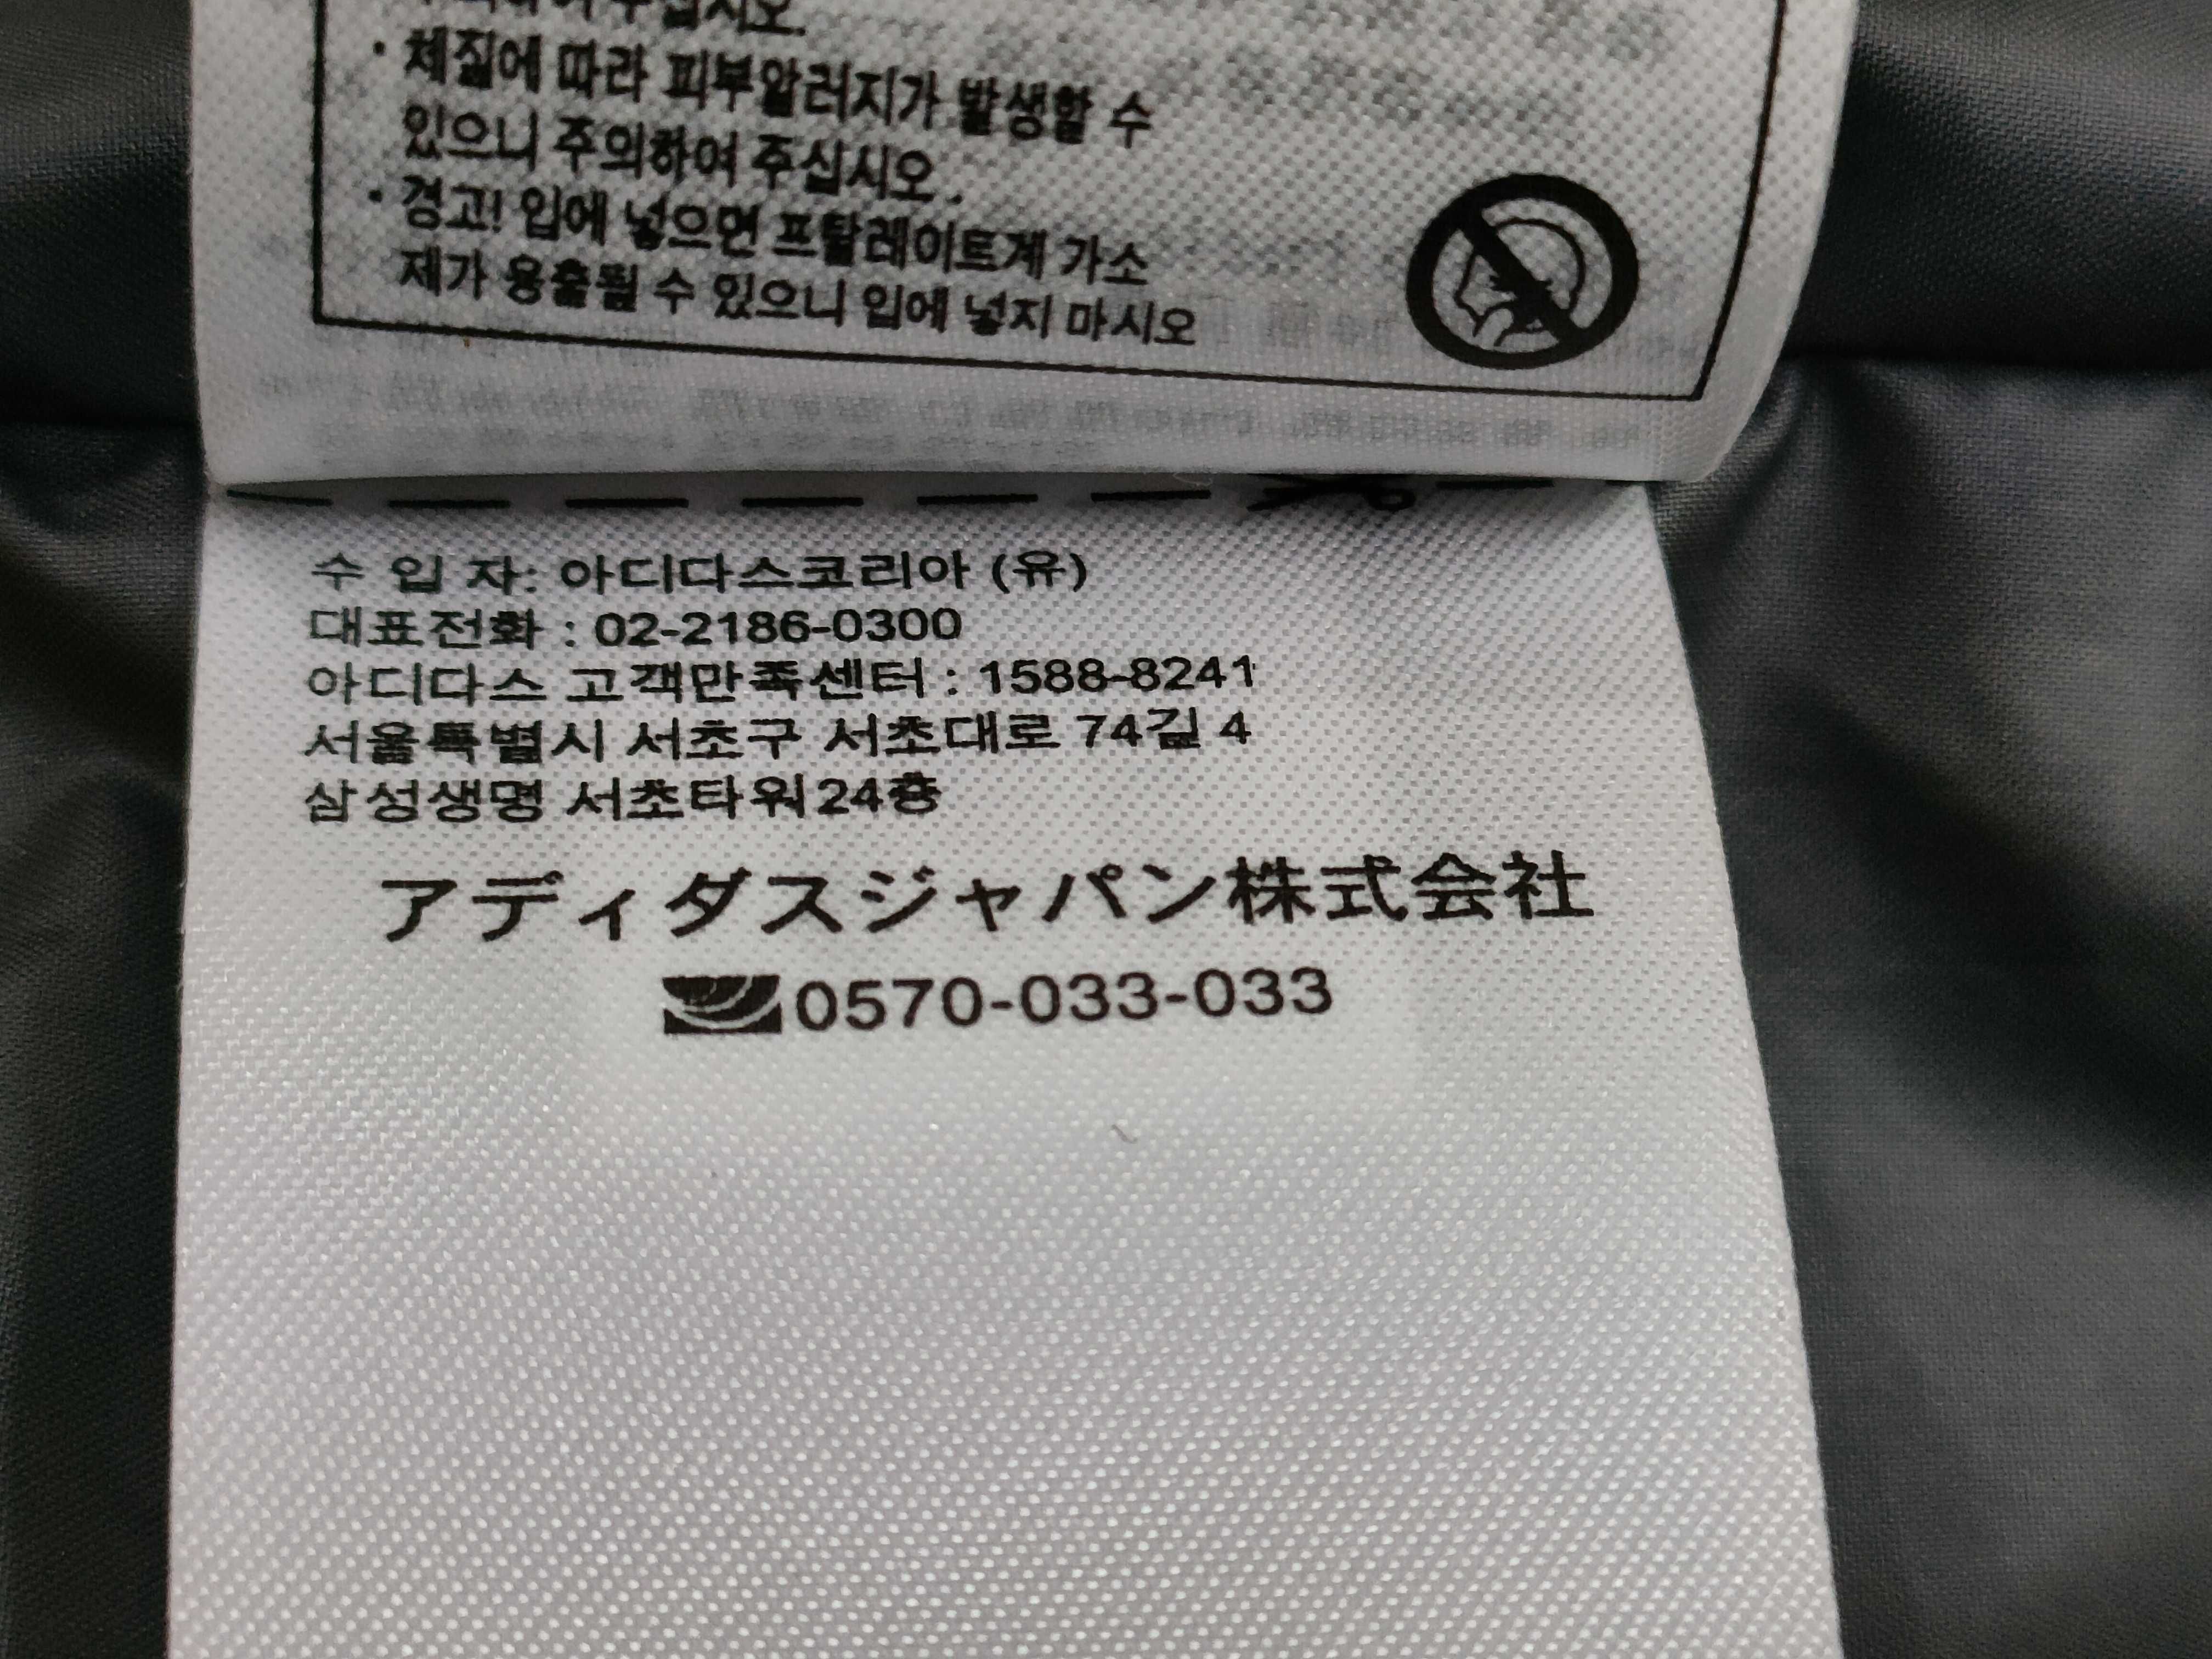 주십시오.
· 체질에 따라 피부알러지가 발생할 수
있으니 주의하여 주십시오.
· 경고! 입에 넣으면 프탈레이트계 가소
제가 용출될 수 있으니 입에 넣지 마시오
수 입 자: 아디다스코리아 (유)
대표전화 : 02-2186-0300
아디다스 고객만족센터 : 1588-8241
서울특별시 서초구 서초대로 74길 4
삼성생명 서초타워24층
アディダスジャパン株式会社
0570-033-033